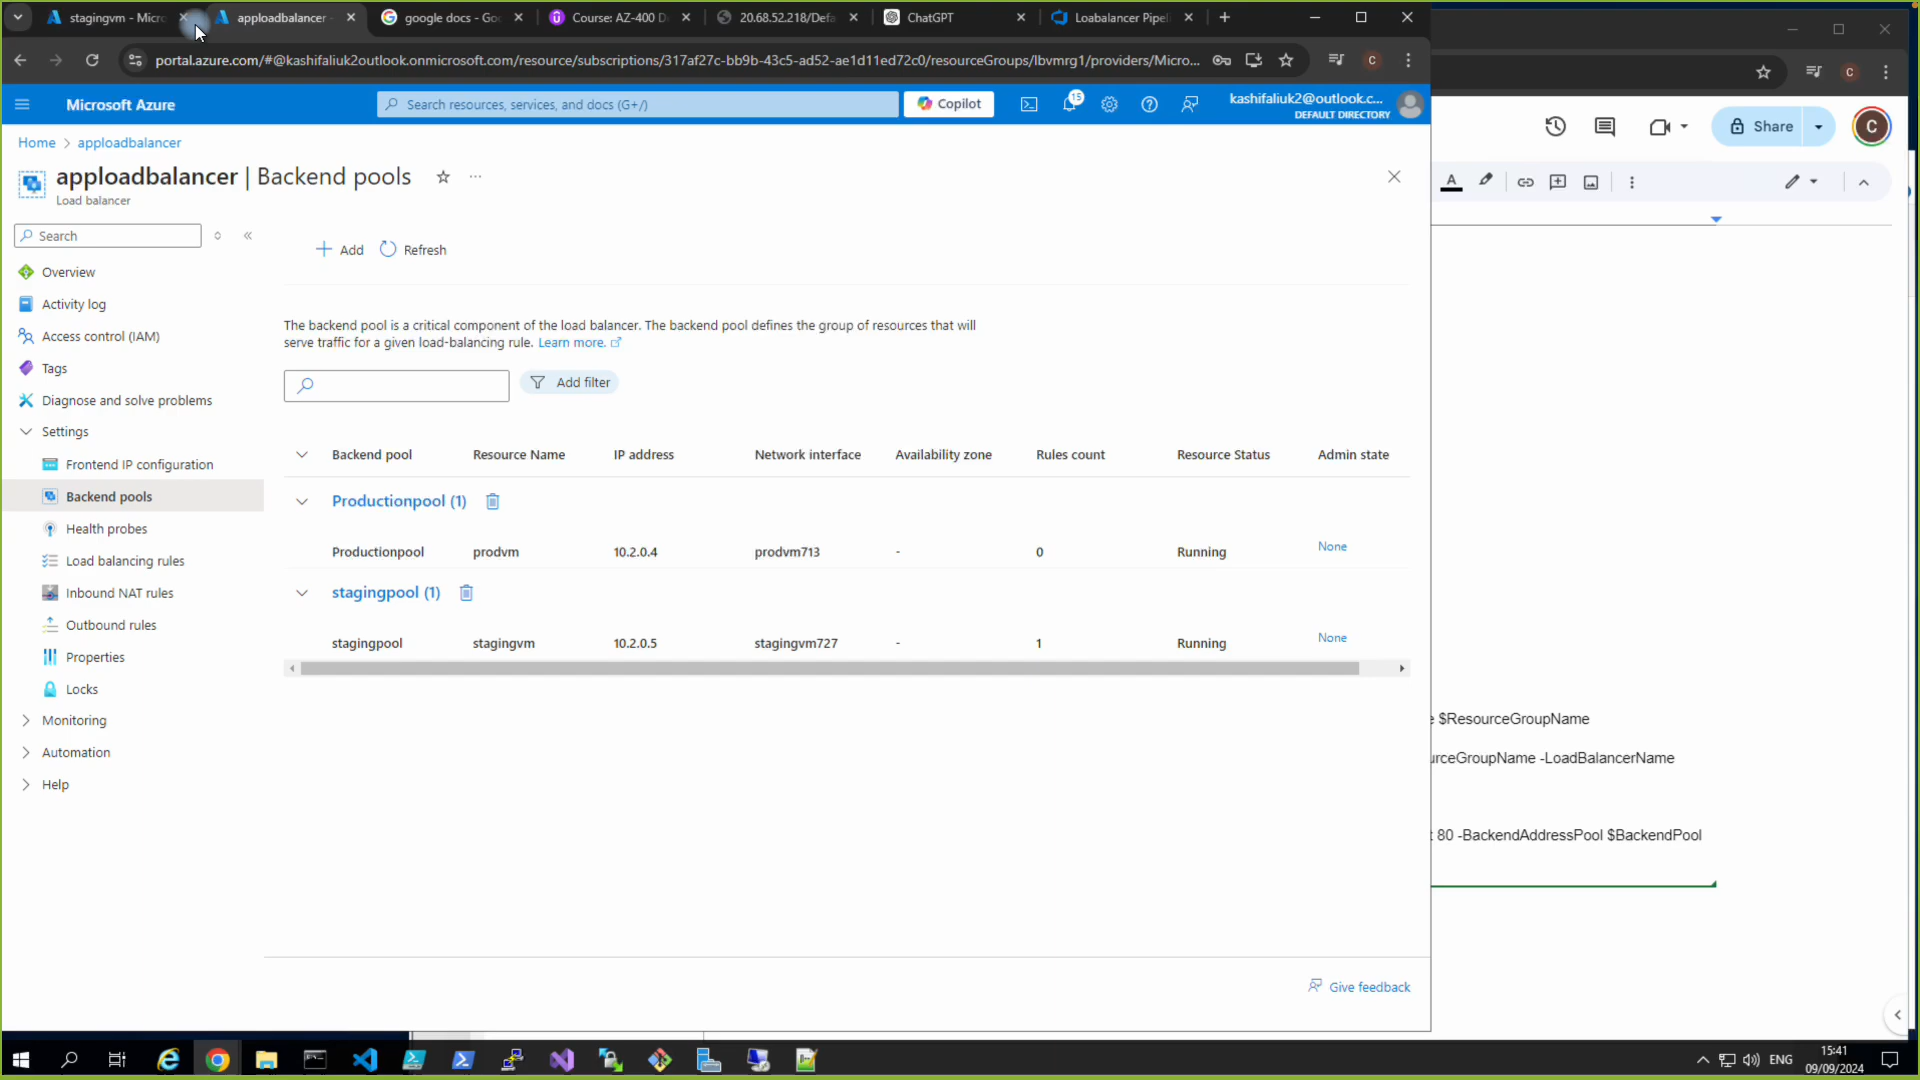 stagingvm - Micro
apploadbalancer
google docs - Goo
Course: AZ-400 D
20.68.52.218/Defa
ChatGPT
Loabalancer Pipel
portal.azure.com/#@kashifaliuk2outlook.onmicrosoft.com/resource/subscriptions/317af27c-bb9b-43c5-ad52-ae1d11ed72c0/resourceGroups/lbvmrg1/providers/Micro...
C
C
Microsoft Azure
Search resources, services, and docs (G+/)
Copilot
15
kashifaliuk2@outlook.c...
DEFAULT DIRECTORY
Share
C
Home > apploadbalancer
apploadbalancer | Backend pools
Load balancer
A
Search
Add
Refresh
Overview
Activity log
Access control (IAM)
Tags
Diagnose and solve problems
Settings
Frontend IP configuration
Backend pools
Health probes
Load balancing rules
Inbound NAT rules
Outbound rules
Properties
Locks
Monitoring
Automation
Help
The backend pool is a critical component of the load balancer. The backend pool defines the group of resources that will
serve traffic for a given load-balancing rule. Learn more.
Add filter
Backend pool Resource Name IP address Network interface Availability zone Rules count Resource Status Admin state
Productionpool (1)
Productionpool prodvm 10.2.0.4 prodvm713 - 0 Running None
stagingpool (1)
stagingpool stagingvm 10.2.0.5 stagingvm727 - 1 Running None
Give feedback
$ResourceGroupName
urceGroupName -LoadBalancerName
80 -BackendAddressPool $BackendPool
ENG
15:41
09/09/2024